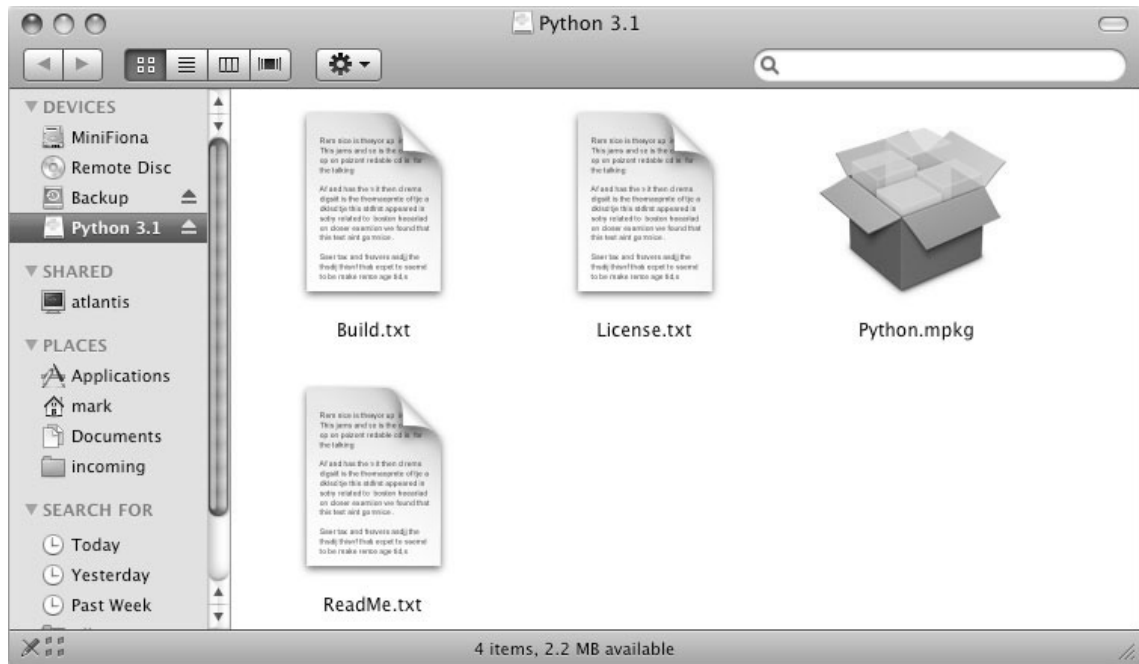 Python 3.1
DEVICES
MiniFiona
Remote Disc
Backup
Python 3.1
SHARED
atlantis
PLACES
Applications
mark
Documents
incoming
SEARCH FOR
Today
Yesterday
Past Week
Build.txt
License.txt
Python.mpkg
ReadMe.txt
4 items, 2.2 MB available